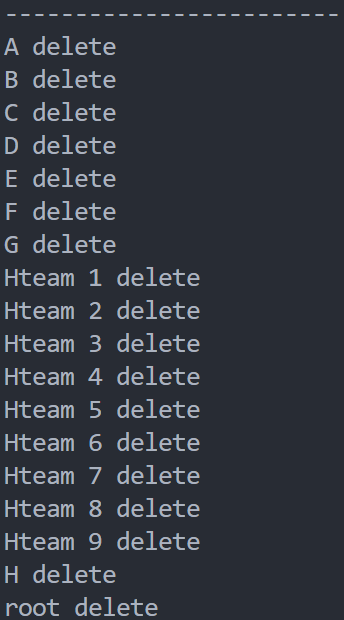 ------------------------
A delete
B delete
C delete
D delete
E delete
F delete
G delete
Hteam 1 delete
Hteam 2 delete
Hteam 3 delete
Hteam 4 delete
Hteam 5 delete
Hteam 6 delete
Hteam 7 delete
Hteam 8 delete
Hteam 9 delete
H delete
root delete